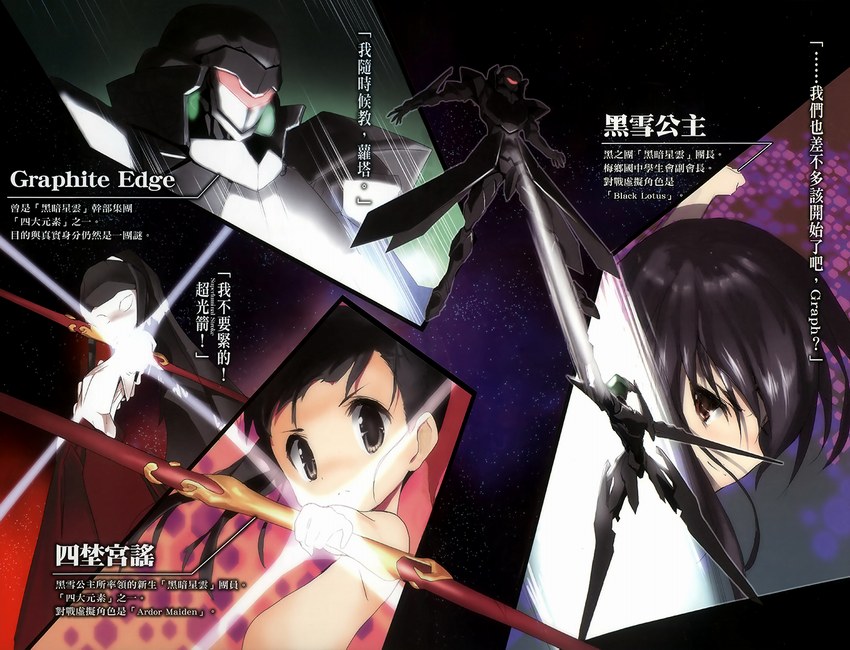 「……我們也差不多該開始了吧，Graph？」
黑雪公主
黑之團「黑暗星雲」團長。
梅鄉國中學生會副會長。
對戰虛擬角色是
「Black Lotus」。
「我隨時候教，蘿塔。」
Graphite Edge
曾是「黑暗星雲」幹部集團
「四大元素」之一。
目的與真實身分仍然是一團謎。
「我不要緊的！
Superluminal Stroke
超光箭！」
四埜宮謠
黑雪公主所率領的新生「黑暗星雲」團員。
「四大元素」之一。
對戰虛擬角色是「Ardor Maiden」。